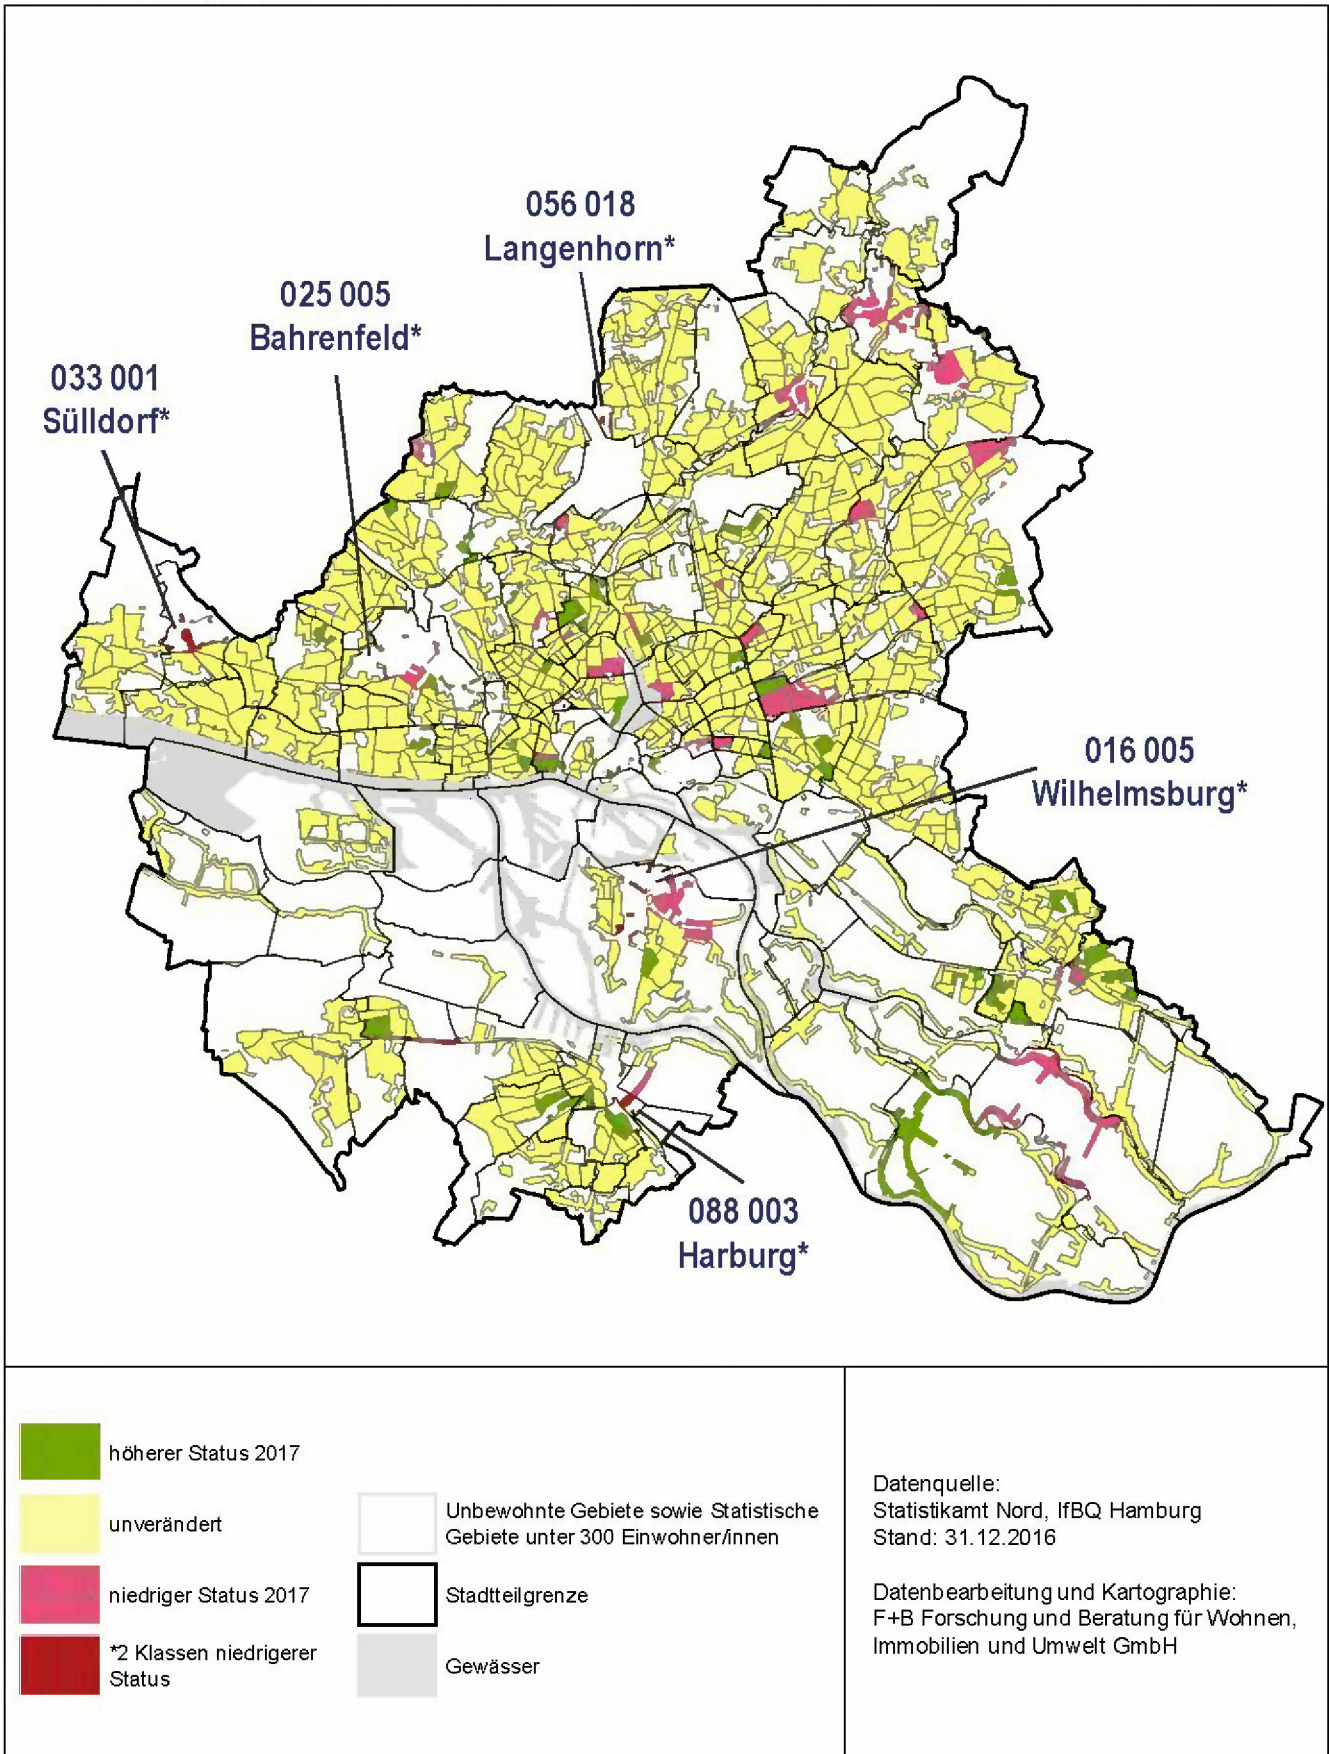 056 018
Langenhorn*
025 005
Bahrenfeld*
033 001
Sülldorf*
016 005
Wilhelmsburg*
088 003
Harburg*
höherer Status 2017
unverändert
niedriger Status 2017
*2 Klassen niedrigerer
Status
Unbewohnte Gebiete sowie Statistische
Gebiete unter 300 Einwohner/innen
Stadtteilgrenze
Gewässer
Datenquelle:
Statistikamt Nord, IfBQ Hamburg
Stand: 31.12.2016
Datenbearbeitung und Kartographie:
F+B Forschung und Beratung für Wohnen,
Immobilien und Umwelt GmbH